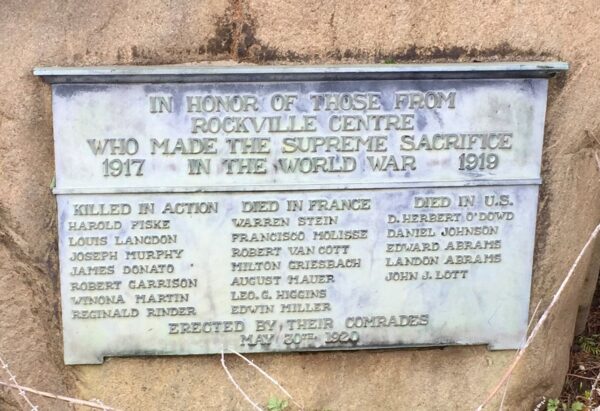 IN HONOR OF THOSE FROM
ROCKVILLE CENTRE
WHO MADE THE SUPREME SACRIFICE
1917 IN THE WORLD WAR 1919
KILLED IN ACTION
HAROLD FISKE
LOUIS LANGDON
JOSEPH MURPHY
JAMES DONATO
ROBERT GARRISON
WINONA MARTIN
REGINALD RINDER
DIED IN FRANCE
WARREN STEIN
FRANCISCO MOLISSE
ROBERT VAN COTT
MILTON GRIESBACH
AUGUST MAUER
LEO. G. HIGGINS
EDWIN MILLER
DIED IN U.S.
D. HERBERT O'DOWD
DANIEL JOHNSON
EDWARD ABRAMS
LANDON ABRAMS
JOHN J. LOTT
ERECTED BY THEIR COMRADES
MAY 30TH 1920